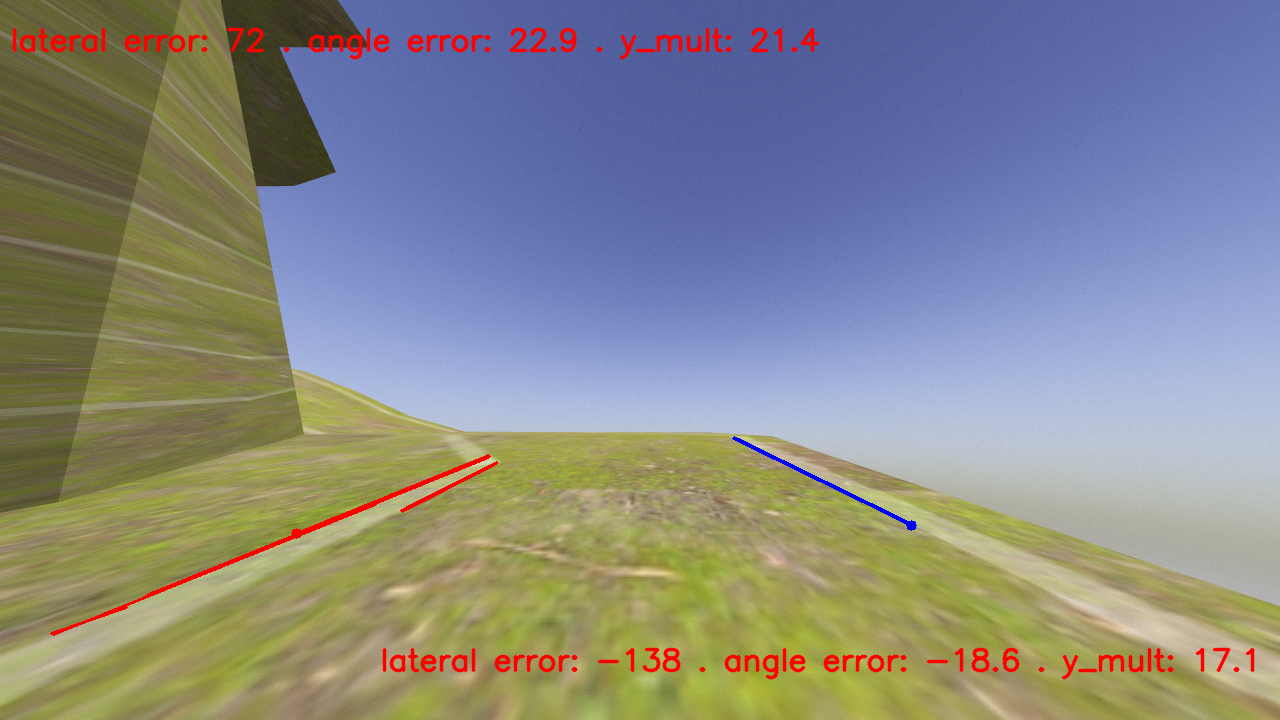 lateral error: 72 . angle error: 22.9 . y_mult: 21.4
lateral error: -138 . angle error: -18.6 . y_mult: 17.1